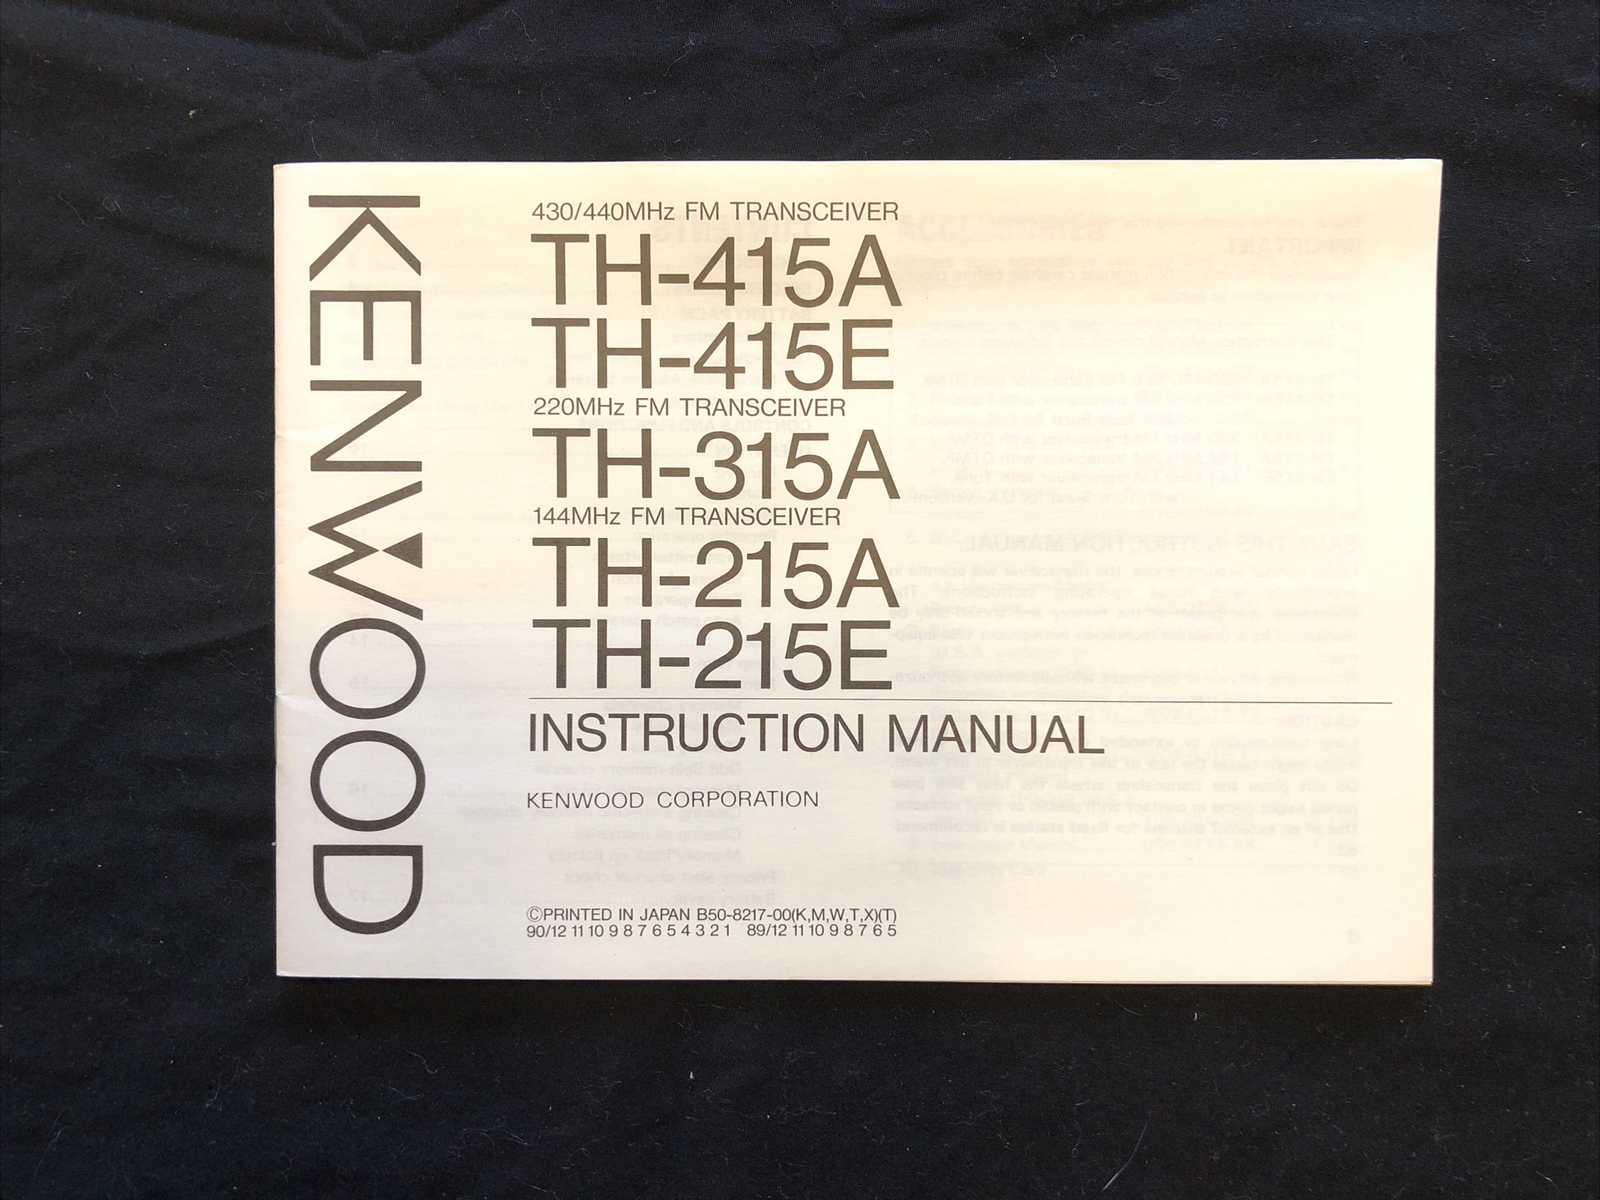 KENWOOD
430/440MHz FM TRANSCEIVER
TH-415A
TH-415E
220MHz FM TRANSCEIVER
TH-315A
144MHz FM TRANSCEIVER
TH-215A
TH-215E
INSTRUCTION MANUAL
KENWOOD CORPORATION
©PRINTED IN JAPAN B50-8217-00(K,M,W,T,X)(T)
90/12 11 10 9 8 7 6 5 4 3 2 1 89/12 11 10 9 8 7 6 5